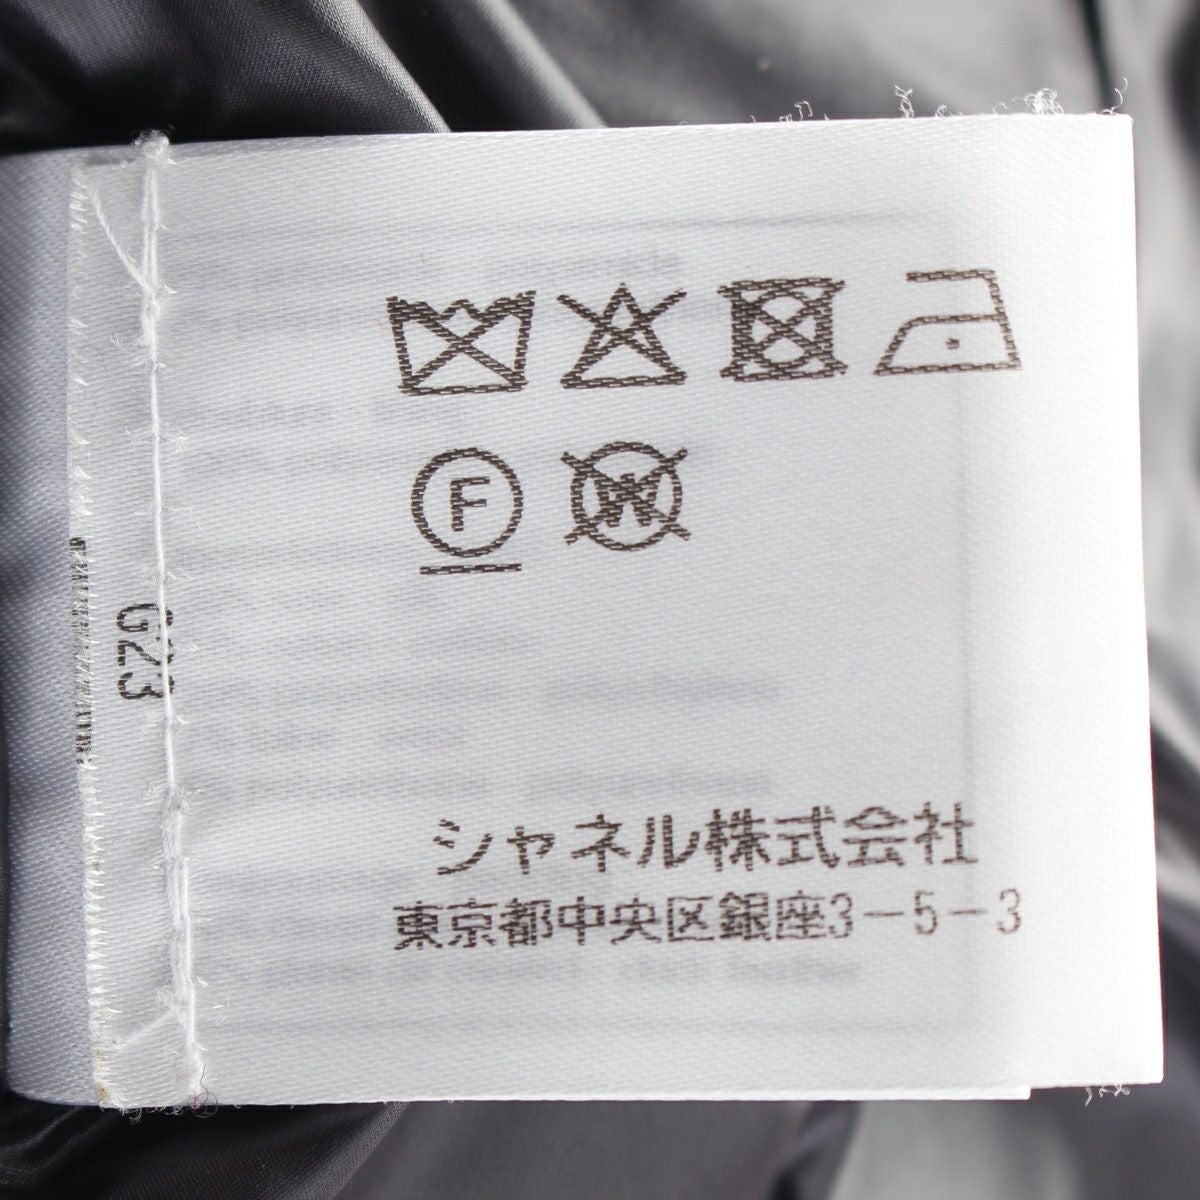 F W
G23
シャネル株式会社
東京都中央区銀座3-5-3